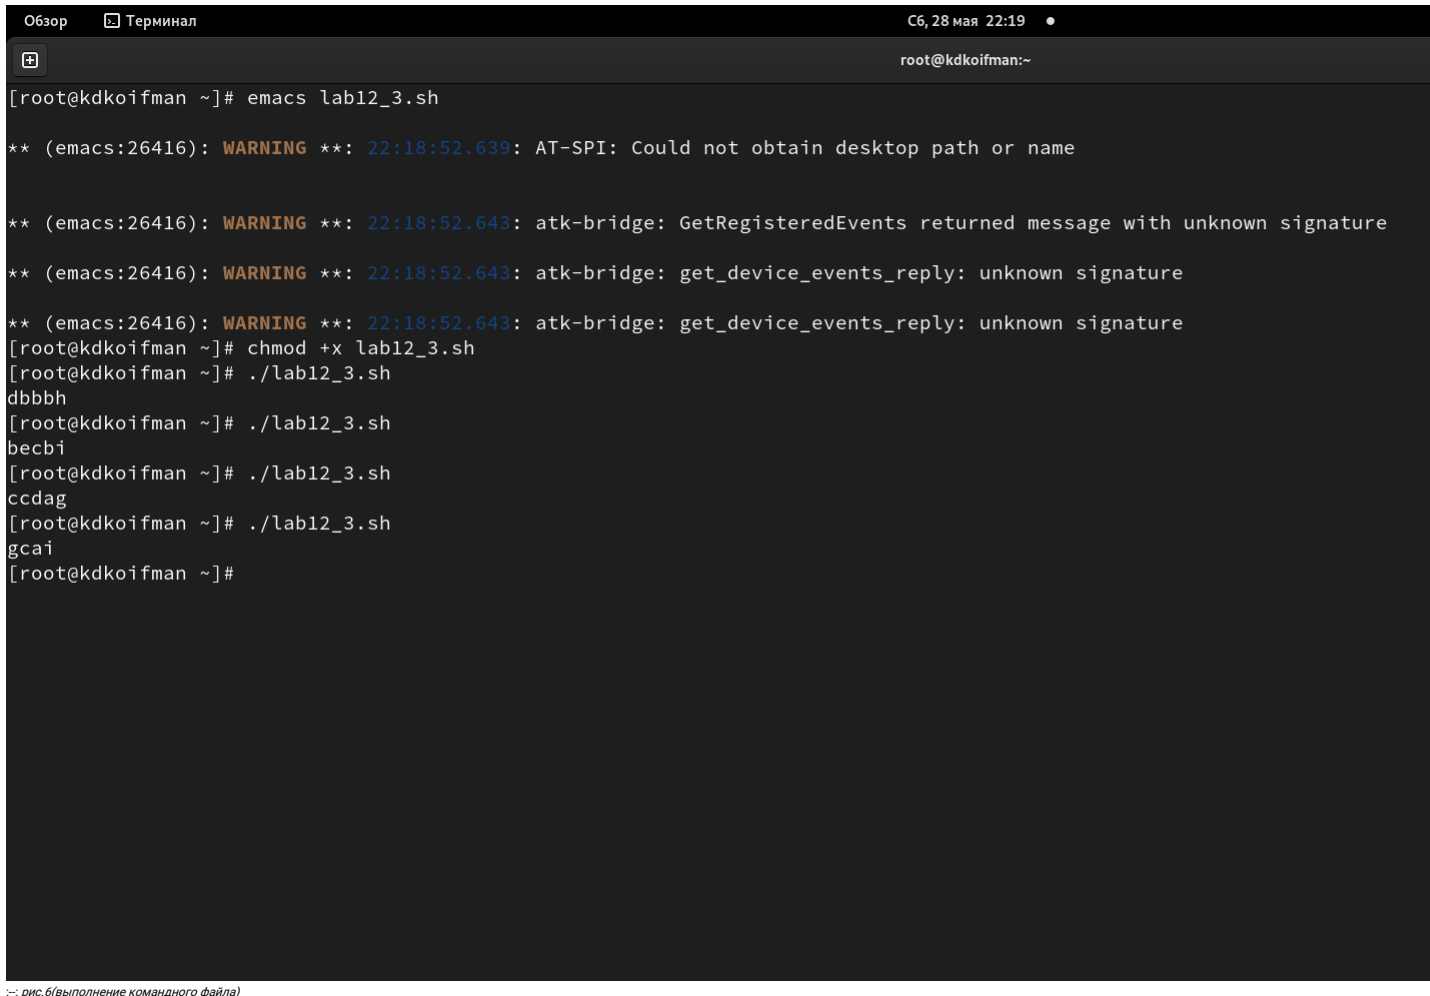 Обзор Терминал Сб, 28 мая 22:19
root@kdkoifman:~
[root@kdkoifman ~]# emacs lab12_3.sh
** (emacs:26416): WARNING **: 22:18:52.639: AT-SPI: Could not obtain desktop path or name
** (emacs:26416): WARNING **: 22:18:52.643: atk-bridge: GetRegisteredEvents returned message with unknown signature
** (emacs:26416): WARNING **: 22:18:52.643: atk-bridge: get_device_events_reply: unknown signature
** (emacs:26416): WARNING **: 22:18:52.643: atk-bridge: get_device_events_reply: unknown signature
[root@kdkoifman ~]# chmod +x lab12_3.sh
[root@kdkoifman ~]# ./lab12_3.sh
dbbbh
[root@kdkoifman ~]# ./lab12_3.sh
becbi
[root@kdkoifman ~]# ./lab12_3.sh
ccdag
[root@kdkoifman ~]# ./lab12_3.sh
gcai
[root@kdkoifman ~]#
:--: рис.6(выполнение командного файла)